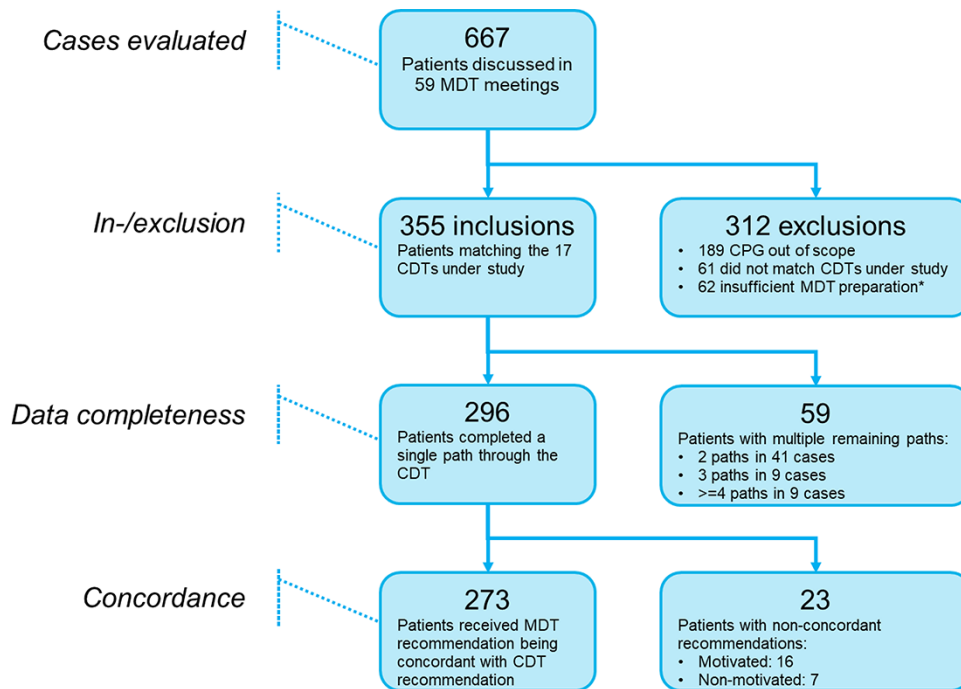 Cases evaluated
667
Patients discussed in
59 MDT meetings
In-/exclusion
355 inclusions
Patients matching the 17
CDTs under study
312 exclusions
• 189 CPG out of scope
• 61 did not match CDTs under study
• 62 insufficient MDT preparation*
Data completeness
296
Patients completed a
single path through the
CDT
59
Patients with multiple remaining paths:
• 2 paths in 41 cases
• 3 paths in 9 cases
• >=4 paths in 9 cases
Concordance
273
Patients received MDT
recommendation being
concordant with CDT
recommendation
23
Patients with non-concordant
recommendations:
• Motivated: 16
• Non-motivated: 7